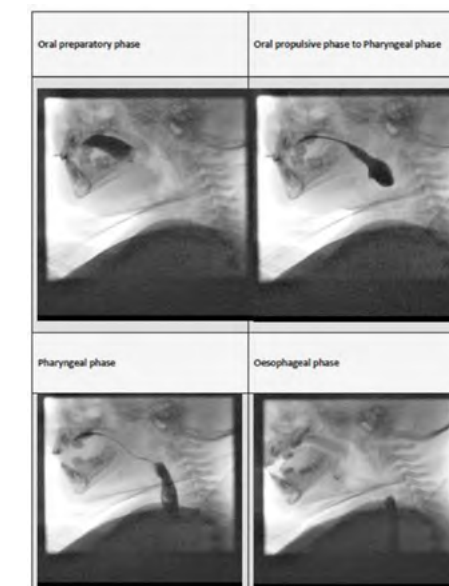 Oral preparatory phase
Oral propulsive phase to Pharyngeal phase
Pharyngeal phase
Oesophageal phase